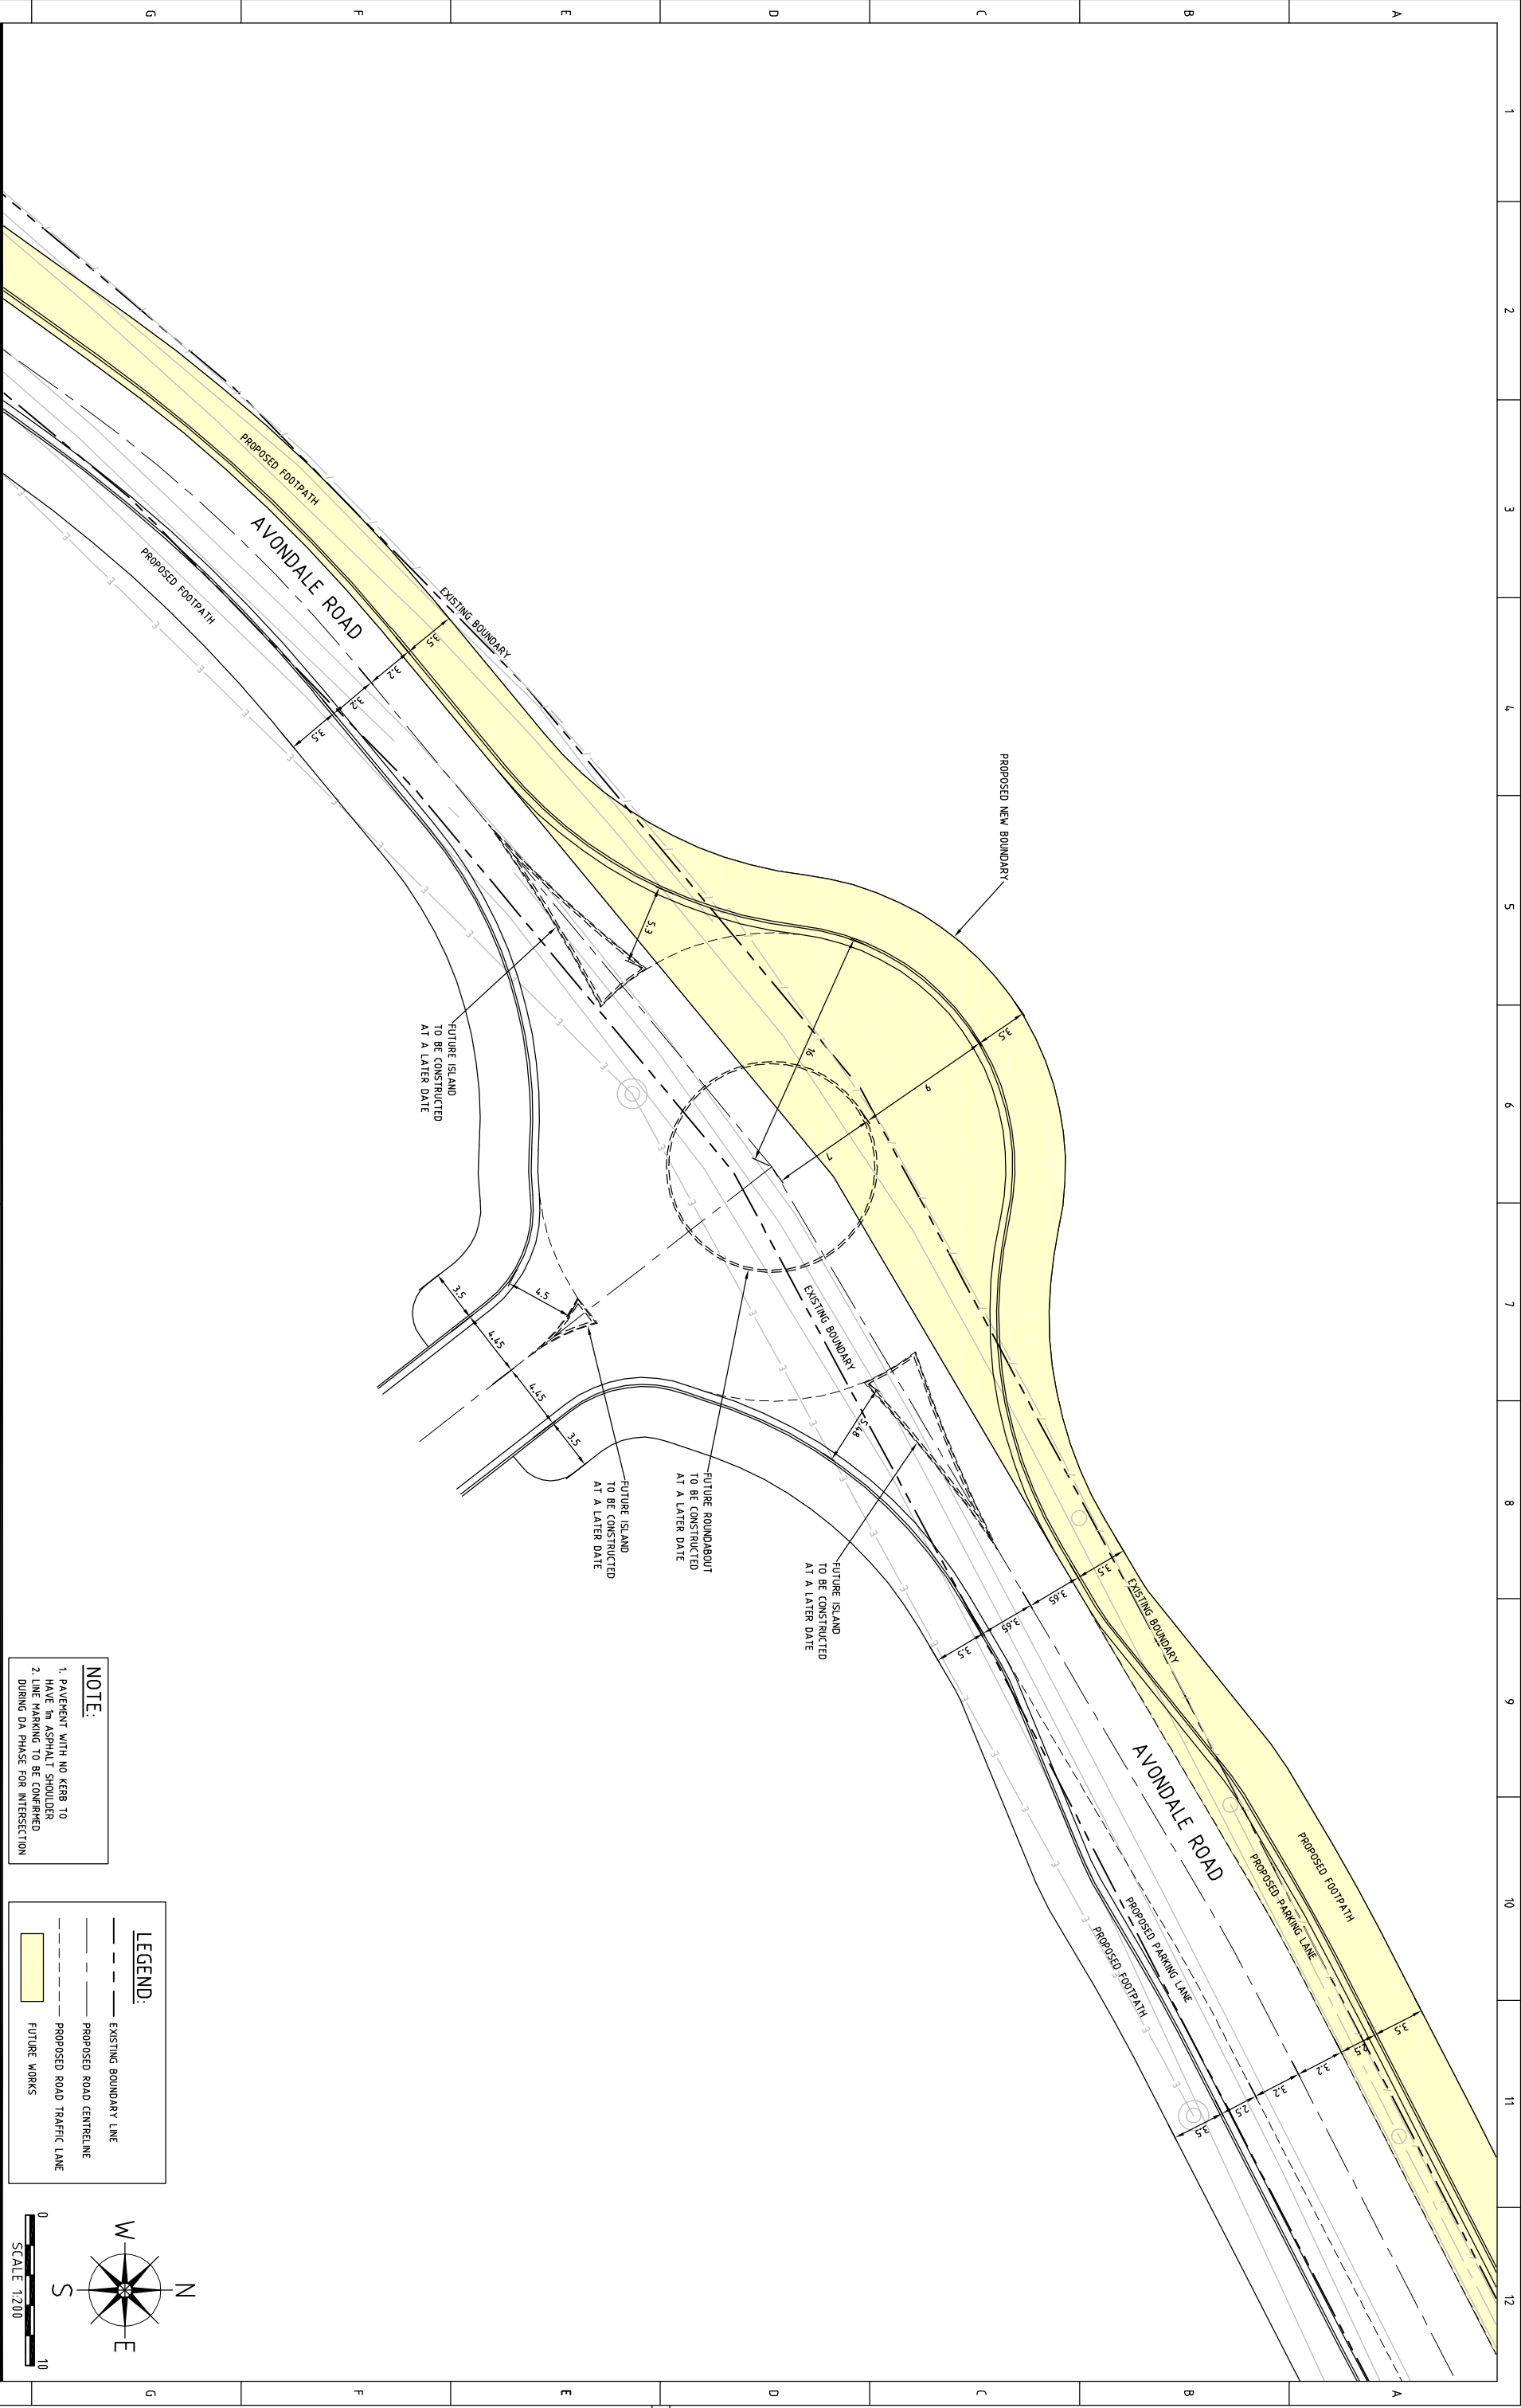 A
B
C
D
E
F
G
1
2
3
4
5
6
7
8
9
10
11
12
PROPOSED FOOTPATH
AVONDALE ROAD
PROPOSED FOOTPATH
EXISTING BOUNDARY
3.5
3.2
3.2
3.5
PROPOSED NEW BOUNDARY
5.3
16
3.5
9
7
FUTURE ISLAND
TO BE CONSTRUCTED
AT A LATER DATE
EXISTING BOUNDARY
3.5
4.45
4.45
3.5
4.5
5.48
FUTURE ISLAND
TO BE CONSTRUCTED
AT A LATER DATE
FUTURE ROUNDABOUT
TO BE CONSTRUCTED
AT A LATER DATE
FUTURE ISLAND
TO BE CONSTRUCTED
AT A LATER DATE
3.5
3.65
3.65
3.5
EXISTING BOUNDARY
AVONDALE ROAD
PROPOSED FOOTPATH
PROPOSED PARKING LANE
PROPOSED PARKING LANE
PROPOSED FOOTPATH
3.5
2.5
3.2
3.2
2.5
3.5
NOTE:
1. PAVEMENT WITH NO KERB TO
HAVE 1m ASPHALT SHOULDER
2. LINE MARKING TO BE CONFIRMED
DURING DA PHASE FOR INTERSECTION
LEGEND:
EXISTING BOUNDARY LINE
PROPOSED ROAD CENTRELINE
PROPOSED ROAD TRAFFIC LANE
FUTURE WORKS
N
W
E
S
0
10
SCALE 1:200
A
B
C
D
E
F
G